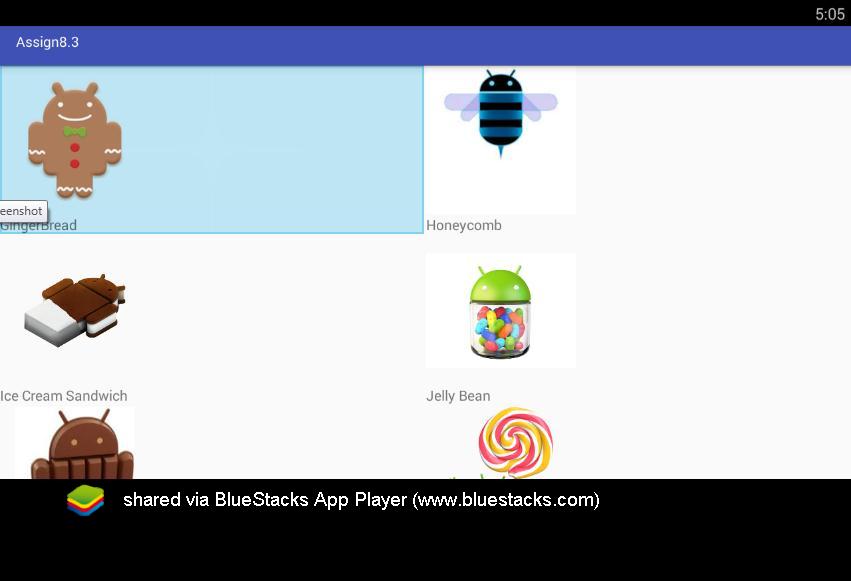 5:05
Assign8.3
eenshot
GingerBread
Honeycomb
Ice Cream Sandwich
Jelly Bean
shared via BlueStacks App Player (www.bluestacks.com)